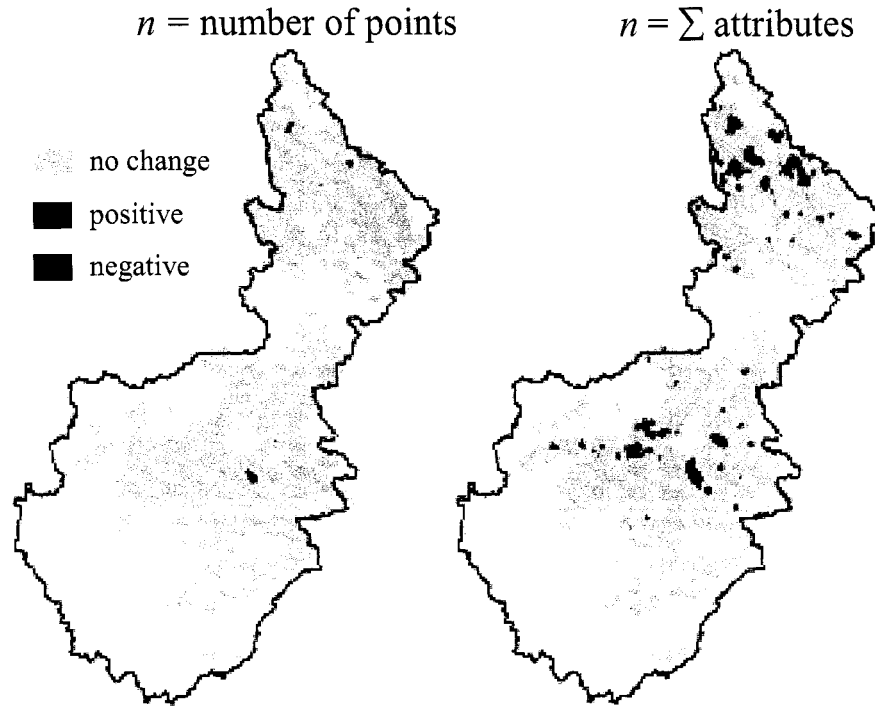 n = number of points
n = ∑ attributes
no change
positive
negative